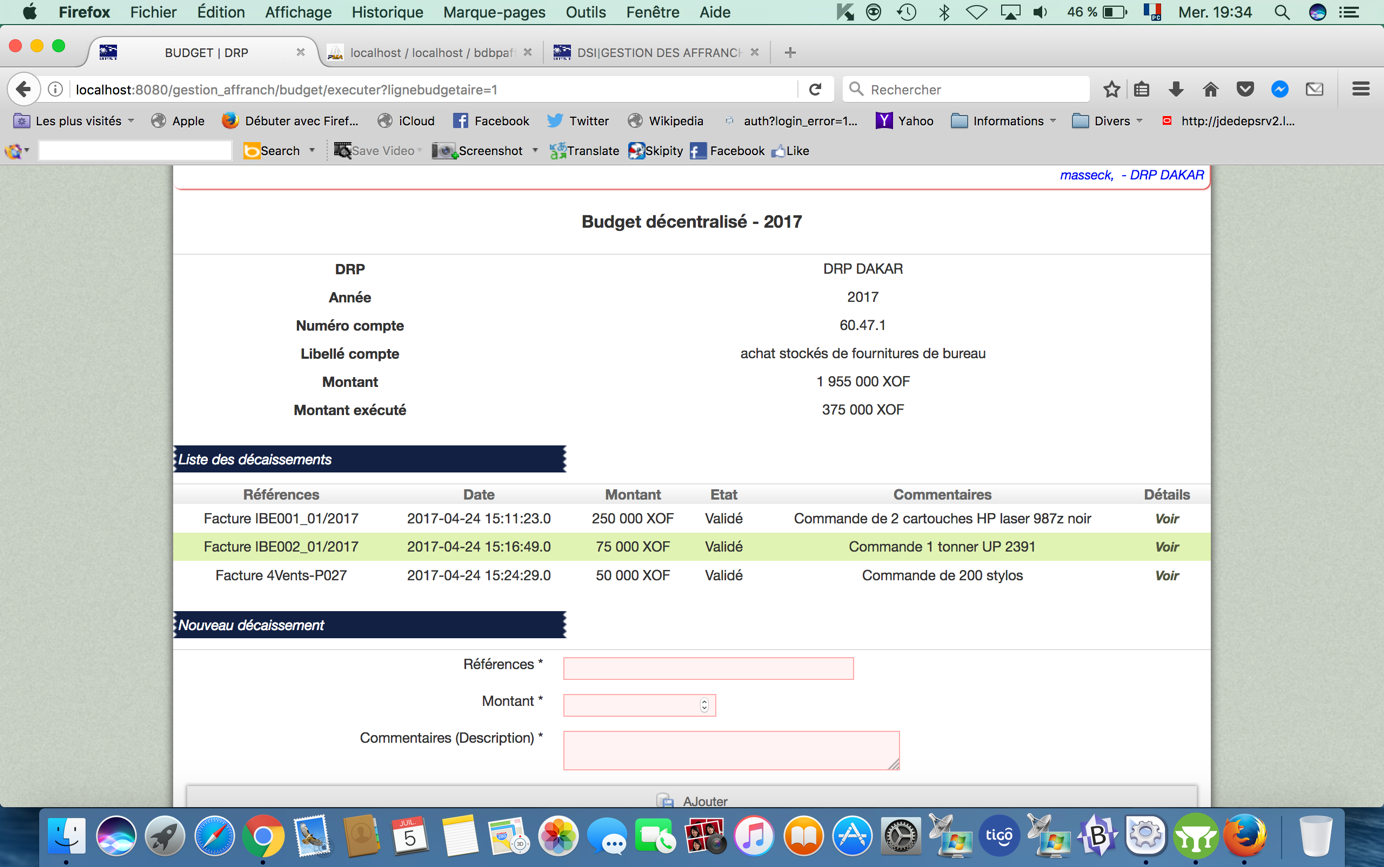 Firefox Fichier Édition Affichage Historique Marque-pages Outils Fenêtre Aide 46 % Mer. 19:34
BUDGET | DRP localhost / localhost / bdbpaf DSI|GESTION DES AFFRANCH
localhost:8080/gestion_affranch/budget/executer?lignebudgetaire=1 Rechercher
Les plus visités Apple Débuter avec Firef... iCloud Facebook Twitter Wikipedia auth?login_error=1... Yahoo Informations Divers http://jdedepsrv2.l...
Search Save Video Screenshot Translate Skipity Facebook Like
masseck, - DRP DAKAR
Budget décentralisé - 2017
DRP DRP DAKAR
Année 2017
Numéro compte 60.47.1
Libellé compte achat stockés de fournitures de bureau
Montant 1 955 000 XOF
Montant exécuté 375 000 XOF
Liste des décaissements
Références Date Montant Etat Commentaires Détails
Facture IBE001_01/2017 2017-04-24 15:11:23.0 250 000 XOF Validé Commande de 2 cartouches HP laser 987z noir Voir
Facture IBE002_01/2017 2017-04-24 15:16:49.0 75 000 XOF Validé Commande 1 tonner UP 2391 Voir
Facture 4Vents-P027 2017-04-24 15:24:29.0 50 000 XOF Validé Commande de 200 stylos Voir
Nouveau décaissement
Références *
Montant *
Commentaires (Description) *
AJouter
JUIL. 5 3D tigo B